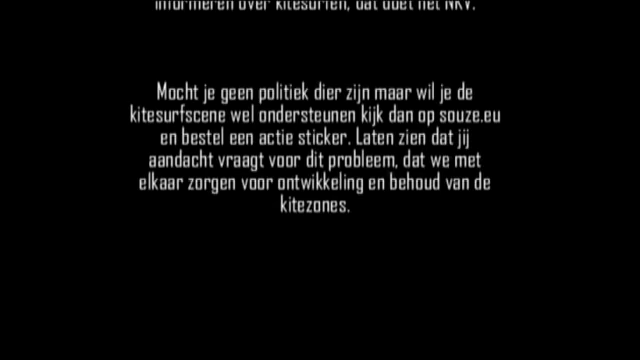 informeren over kitesurfen, dat doet het NKV.
Mocht je geen politiek dier zijn maar wil je de
kitesurfscene wel ondersteunen kijk dan op souze.eu
en bestel een actie sticker. Laten zien dat jij
aandacht vraagt voor dit probleem, dat we met
elkaar zorgen voor ontwikkeling en behoud van de
kitezones.